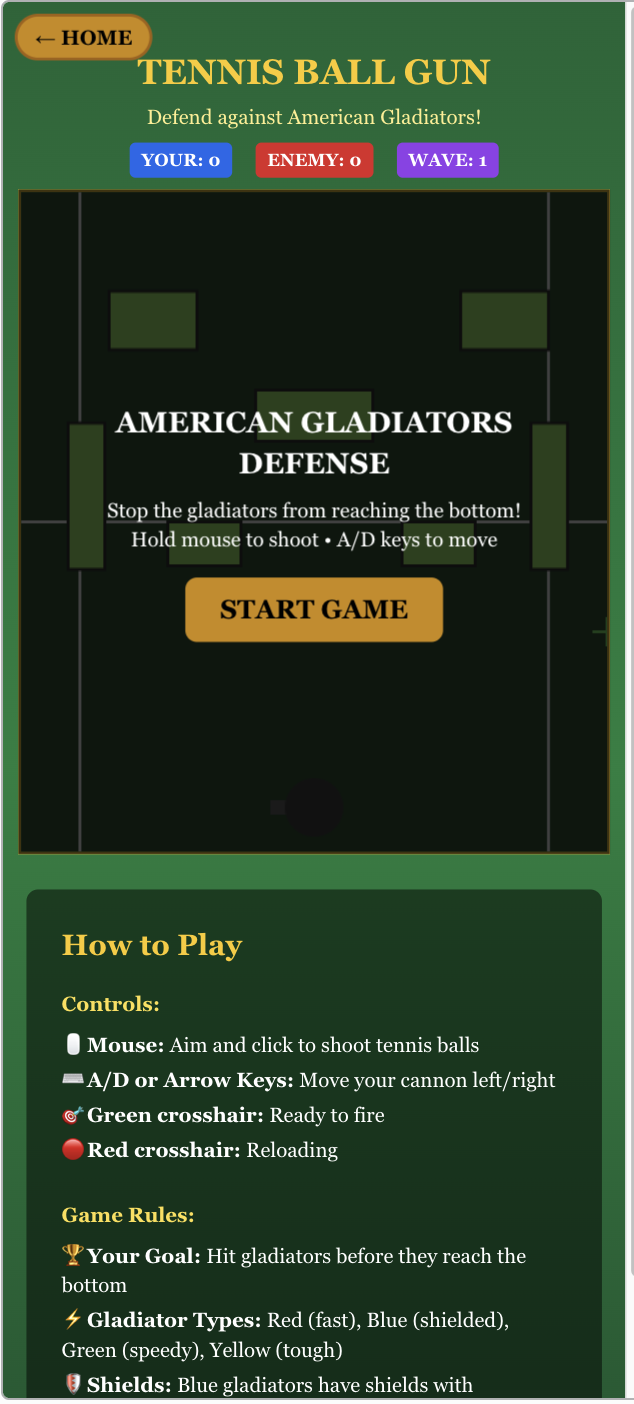 ← HOME
TENNIS BALL GUN
Defend against American Gladiators!
YOUR: 0 ENEMY: 0 WAVE: 1
AMERICAN GLADIATORS
DEFENSE
Stop the gladiators from reaching the bottom!
Hold mouse to shoot • A/D keys to move
START GAME
How to Play
Controls:
Mouse: Aim and click to shoot tennis balls
A/D or Arrow Keys: Move your cannon left/right
Green crosshair: Ready to fire
Red crosshair: Reloading
Game Rules:
Your Goal: Hit gladiators before they reach the
bottom
Gladiator Types: Red (fast), Blue (shielded),
Green (speedy), Yellow (tough)
Shields: Blue gladiators have shields with